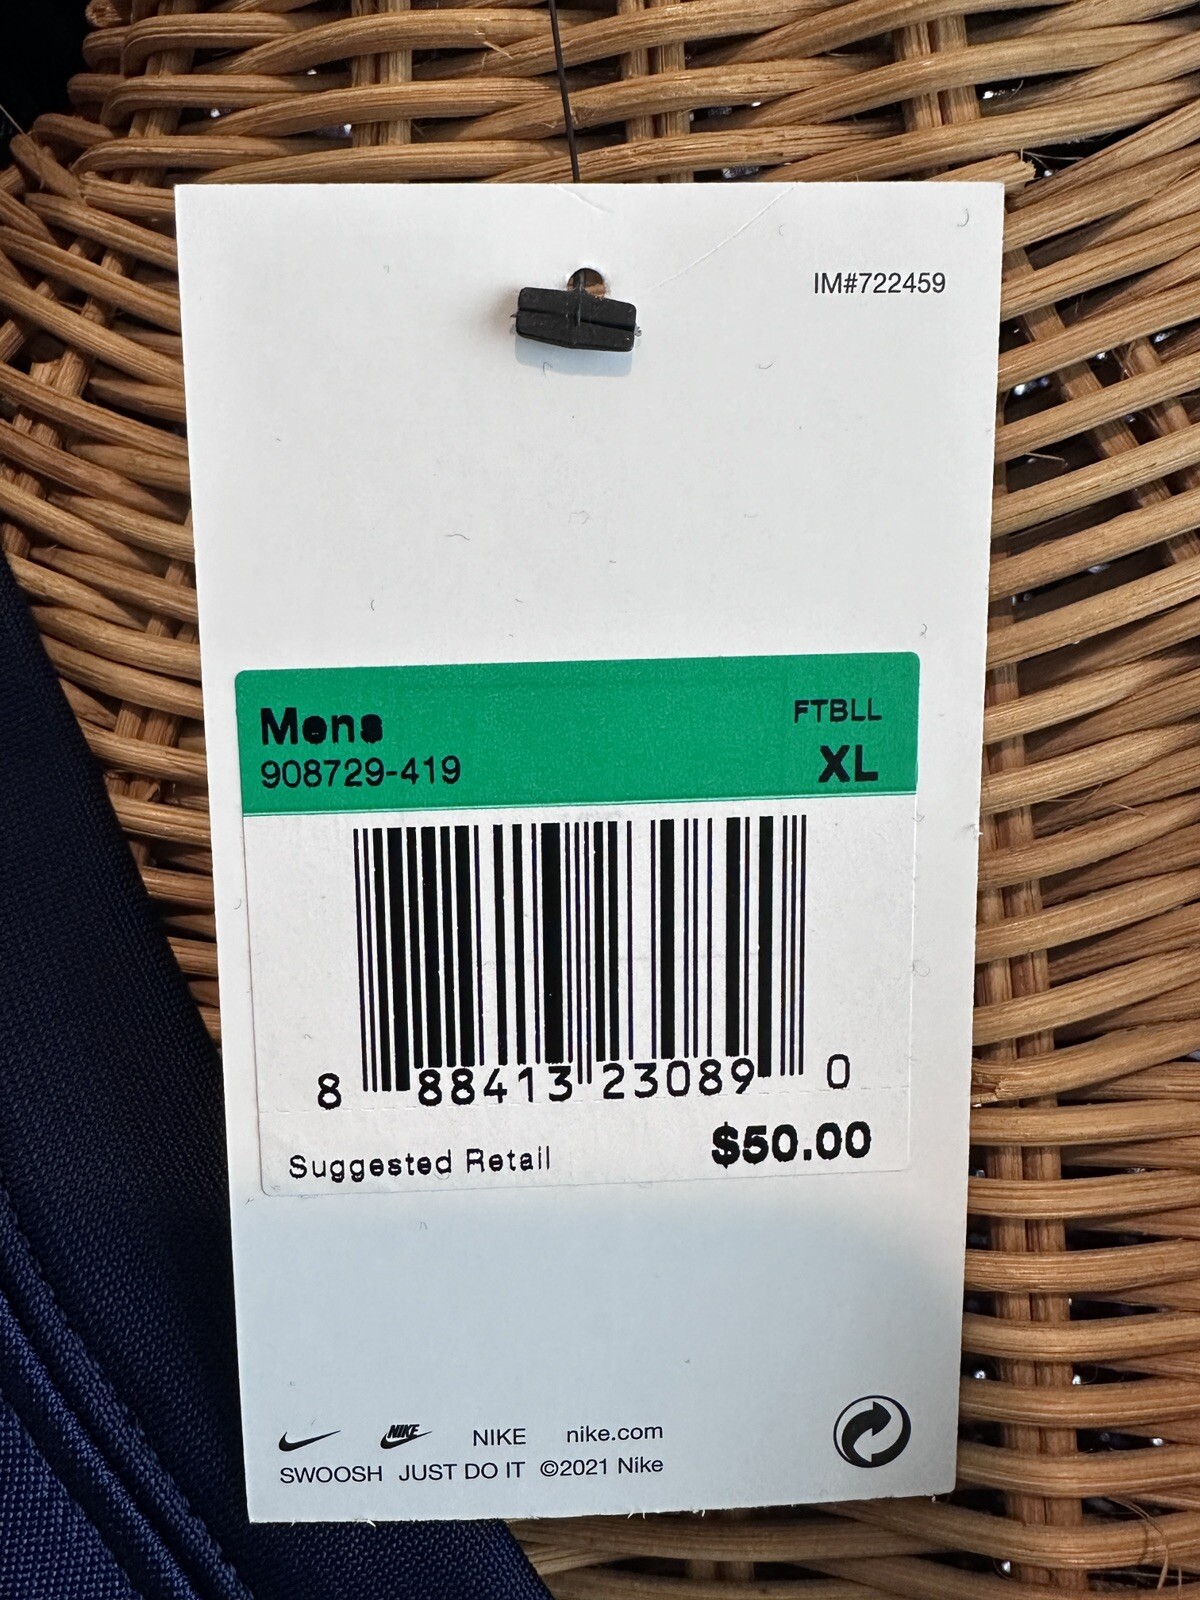 IM#722459
Mens FTBLL
908729-419 XL
8 88413 23089 0
Suggested Retail $50.00
NIKE NIKE nike.com
SWOOSH JUST DO IT ©2021 Nike